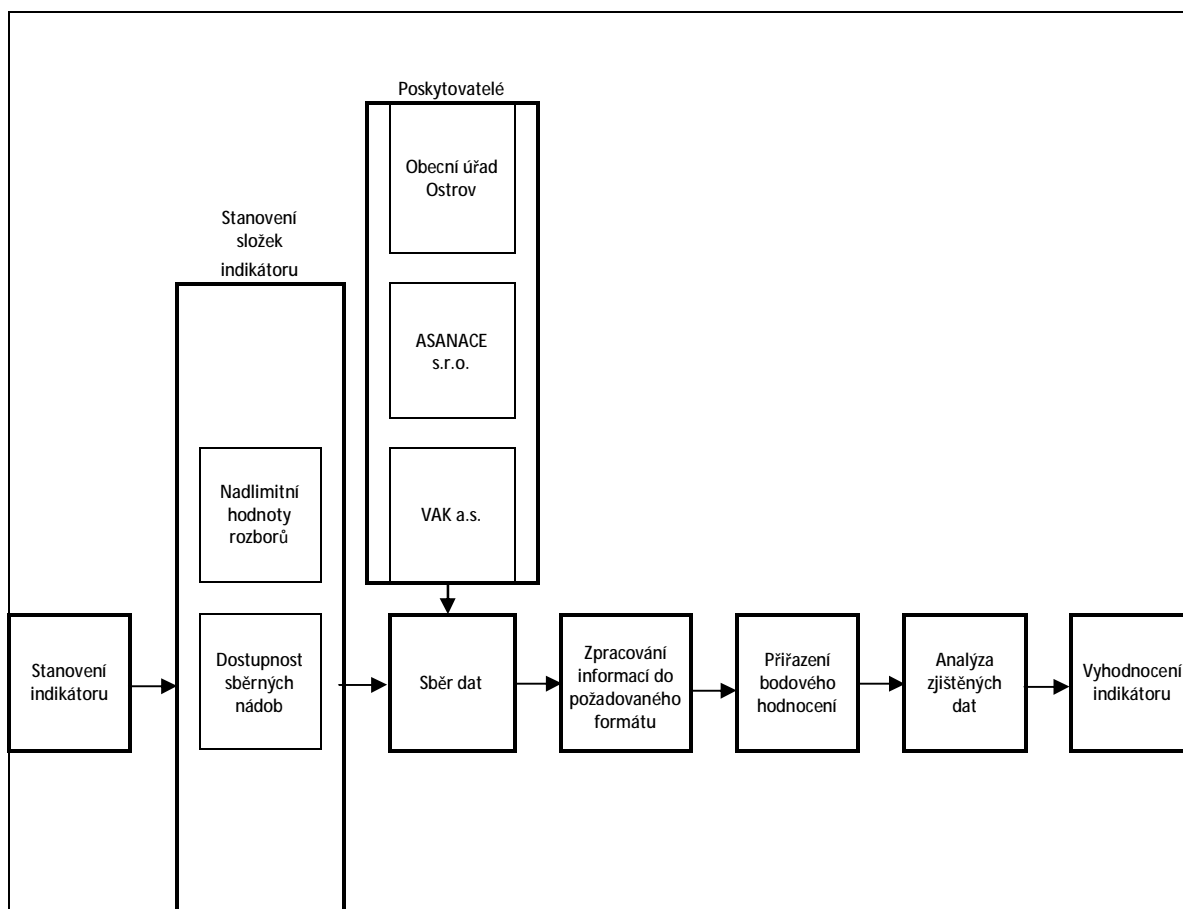 Poskytovatelé
Obecní úřad
Ostrov
Stanovení
složek
indikátoru
ASANACE
s.r.o.
Nadlimitní
hodnoty
rozborů
VAK a.s.
Stanovení
indikátoru
Dostupnost
sběrných
nádob
Sběr dat
Zpracování
informací do
požadovaného
formátu
Přiřazení
bodového
hodnocení
Analýza
zjištěných
dat
Vyhodnocení
indikátoru